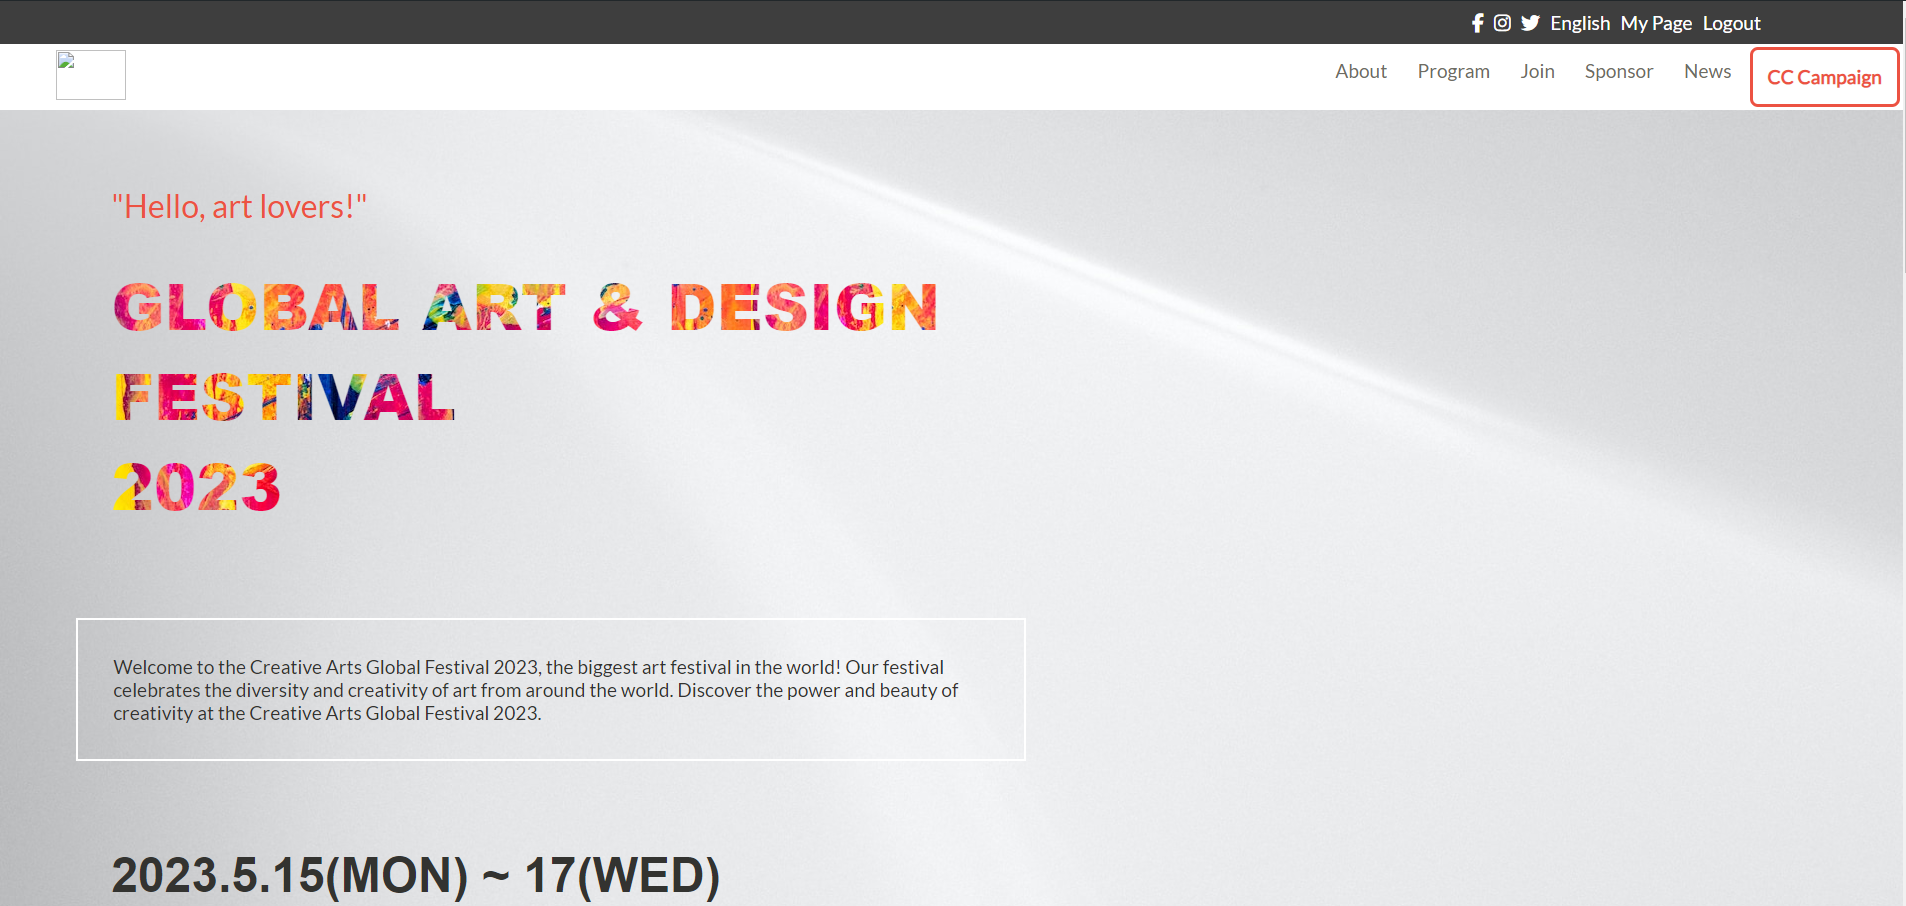 English My Page Logout
About Program Join Sponsor News CC Campaign
"Hello, art lovers!"
GLOBAL ART & DESIGN
FESTIVAL
2023
Welcome to the Creative Arts Global Festival 2023, the biggest art festival in the world! Our festival
celebrates the diversity and creativity of art from around the world. Discover the power and beauty of
creativity at the Creative Arts Global Festival 2023.
2023.5.15(MON) ~ 17(WED)